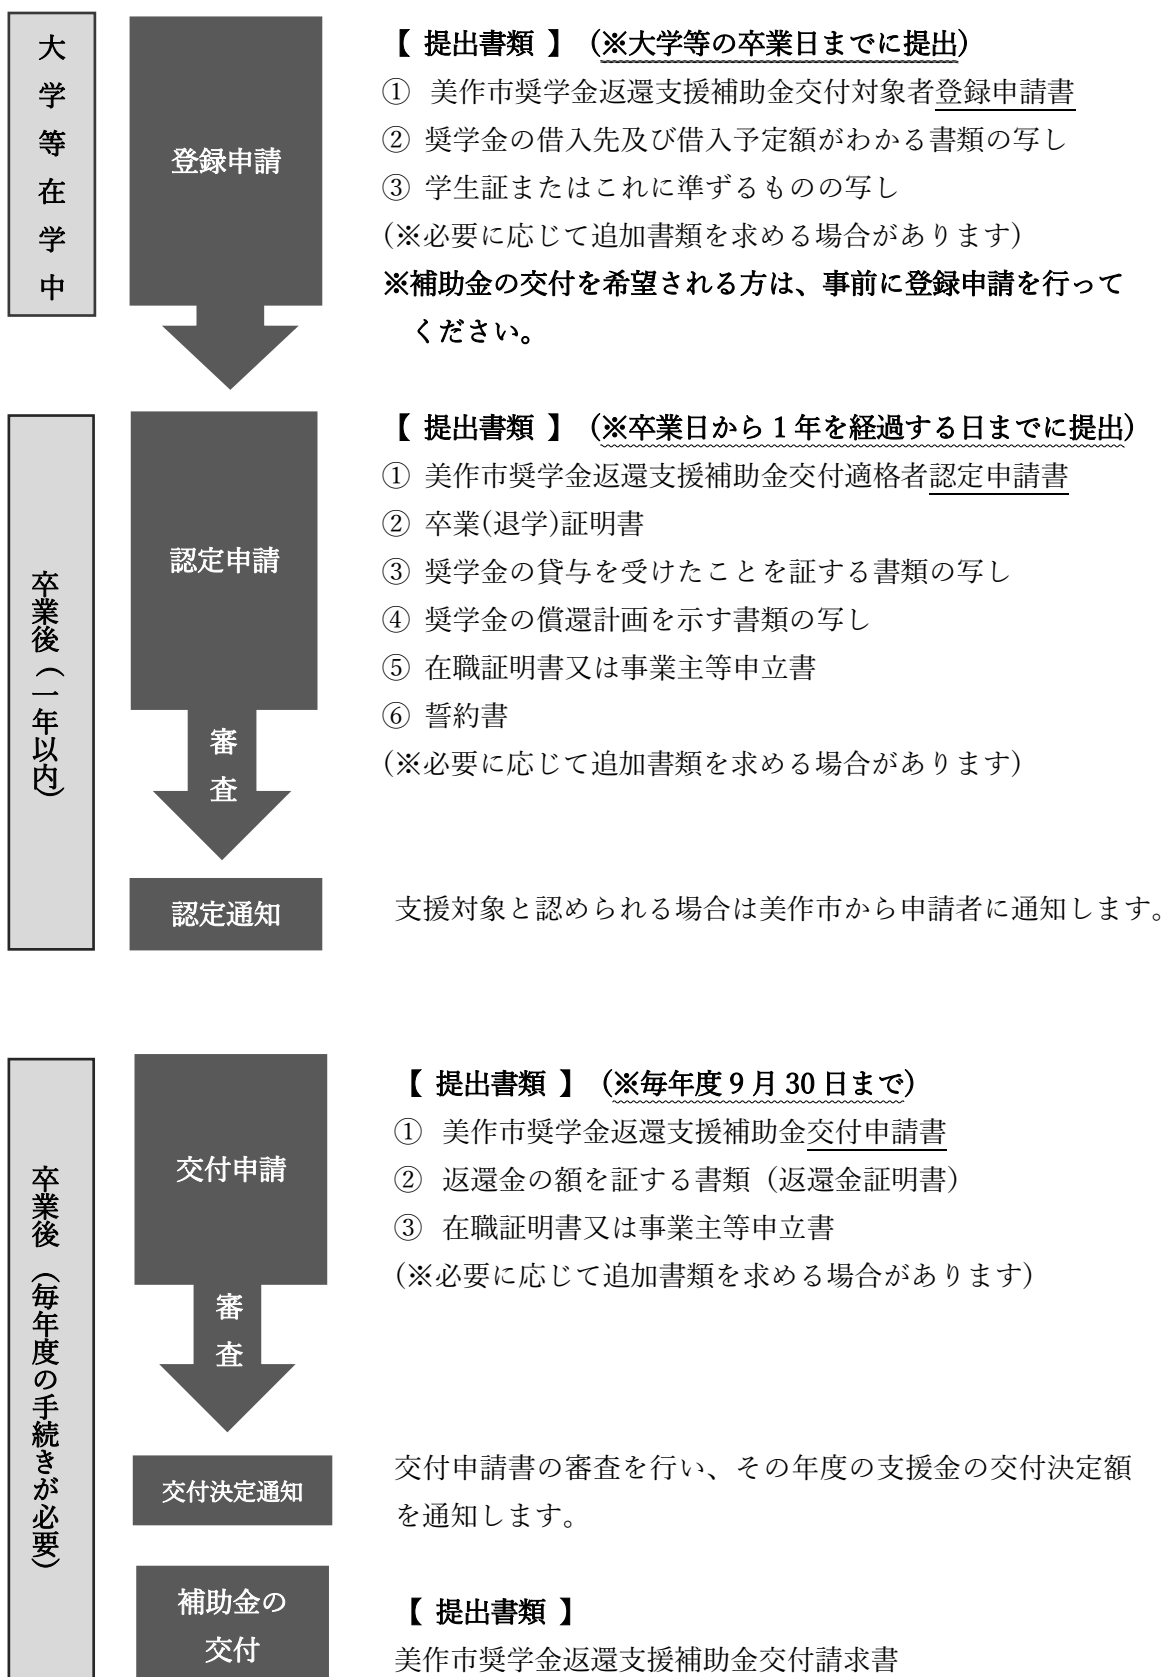 大学等在学中
登録申請
【 提出書類 】（※大学等の卒業日までに提出）
① 美作市奨学金返還支援補助金交付対象者登録申請書
② 奨学金の借入先及び借入予定額がわかる書類の写し
③ 学生証またはこれに準ずるものの写し
(※必要に応じて追加書類を求める場合があります)
※補助金の交付を希望される方は、事前に登録申請を行って
ください。
卒業後（一年以内）
認定申請
審査
【 提出書類 】（※卒業日から 1 年を経過する日までに提出）
① 美作市奨学金返還支援補助金交付適格者認定申請書
② 卒業(退学)証明書
③ 奨学金の貸与を受けたことを証する書類の写し
④ 奨学金の償還計画を示す書類の写し
⑤ 在職証明書又は事業主等申立書
⑥ 誓約書
(※必要に応じて追加書類を求める場合があります)
認定通知
支援対象と認められる場合は美作市から申請者に通知します。
卒業後（毎年度の手続きが必要）
交付申請
審査
【 提出書類 】（※毎年度 9 月 30 日まで）
① 美作市奨学金返還支援補助金交付申請書
② 返還金の額を証する書類（返還金証明書）
③ 在職証明書又は事業主等申立書
(※必要に応じて追加書類を求める場合があります)
交付決定通知
交付申請書の審査を行い、その年度の支援金の交付決定額
を通知します。
補助金の
交付
【 提出書類 】
美作市奨学金返還支援補助金交付請求書